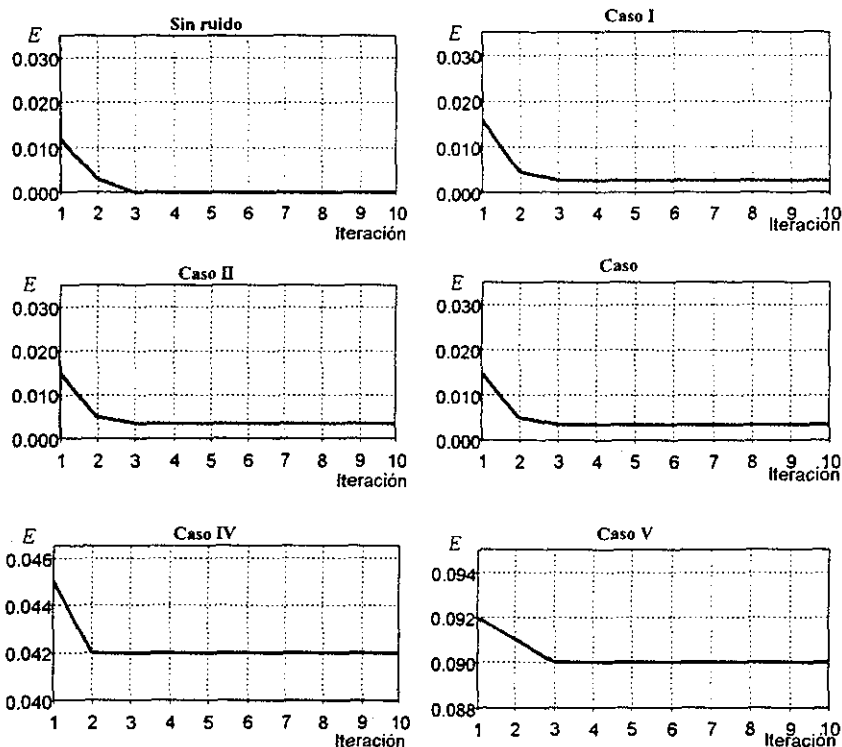 Sin ruido
E
0.030
0.020
0.010
0.000
1 2 3 4 5 6 7 8 9 10
Iteración
Caso I
E
0.030
0.020
0.010
0.000
1 2 3 4 5 6 7 8 9 10
Iteración
Caso II
E
0.030
0.020
0.010
0.000
1 2 3 4 5 6 7 8 9 10
Iteración
Caso
E
0.030
0.020
0.010
0.000
1 2 3 4 5 6 7 8 9 10
Iteración
Caso IV
E
0.046
0.044
0.042
0.040
1 2 3 4 5 6 7 8 9 10
Iteración
Caso V
E
0.094
0.092
0.090
0.088
1 2 3 4 5 6 7 8 9 10
Iteración